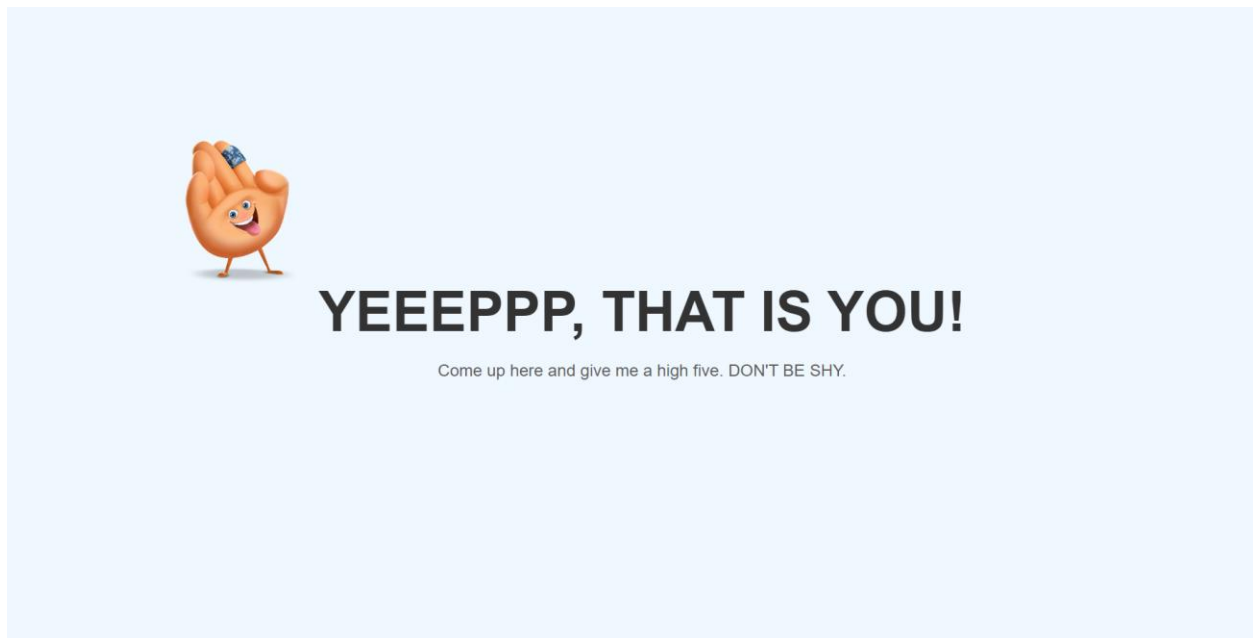 YEEEPPP, THAT IS YOU!
Come up here and give me a high five. DON'T BE SHY.